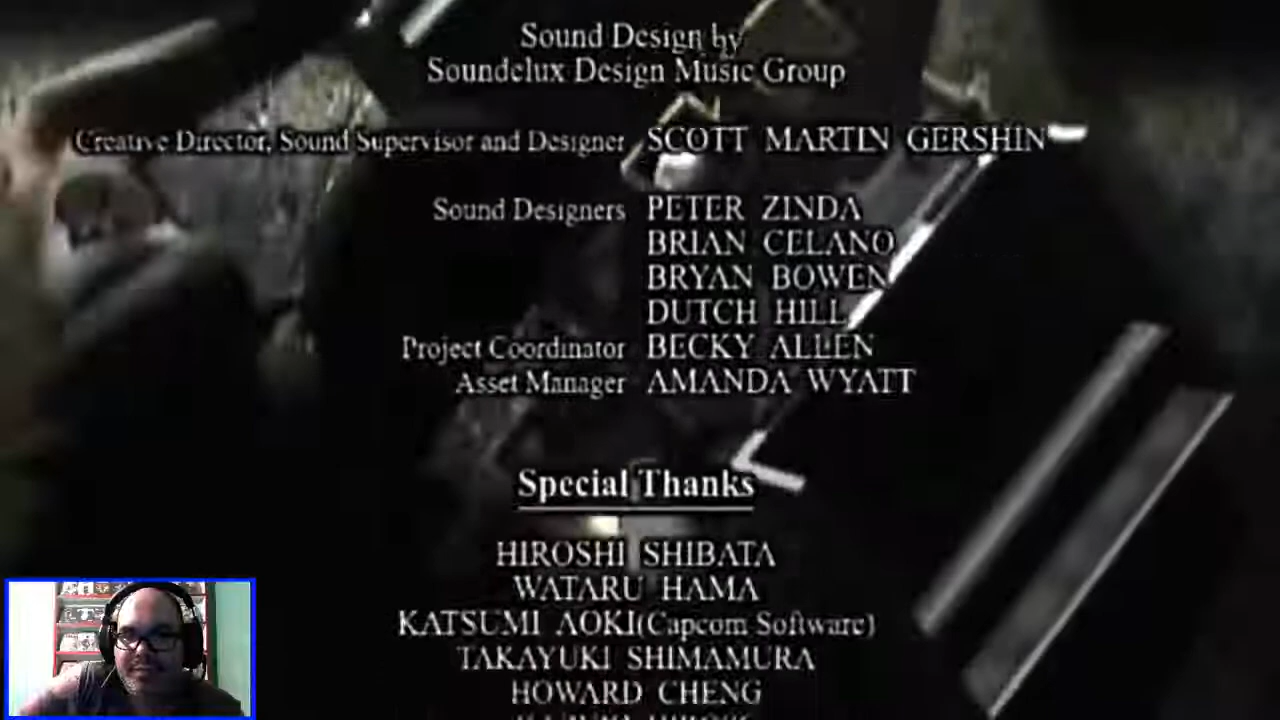 Sound Design by
Soundelux Design Music Group
Creative Director, Sound Supervisor and Designer SCOTT MARTIN GERSHIN
Sound Designers PETER ZINDA
BRIAN CELANO
BRYAN BOWEN
DUTCH HILL
Project Coordinator BECKY ALLEN
Asset Manager AMANDA WYATT
Special Thanks
HIROSHI SHIBATA
WATARU HAMA
KATSUMI AOKI(Capcom Software)
TAKAYUKI SHIMAMURA
HOWARD CHENG